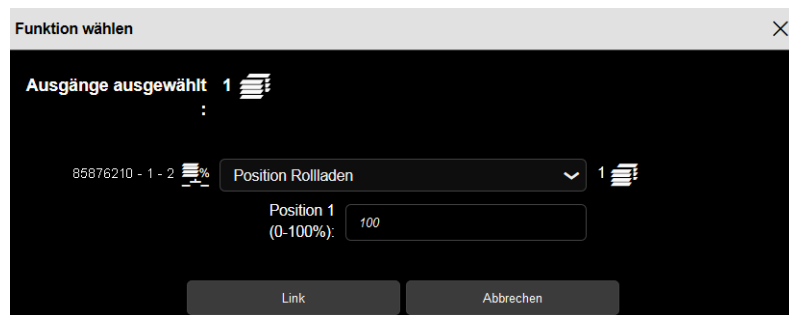 Funktion wählen
Ausgänge ausgewählt 1
:
85876210 - 1 - 2 % Position Rollladen 1
Position 1
(0-100%): 100
Link Abbrechen